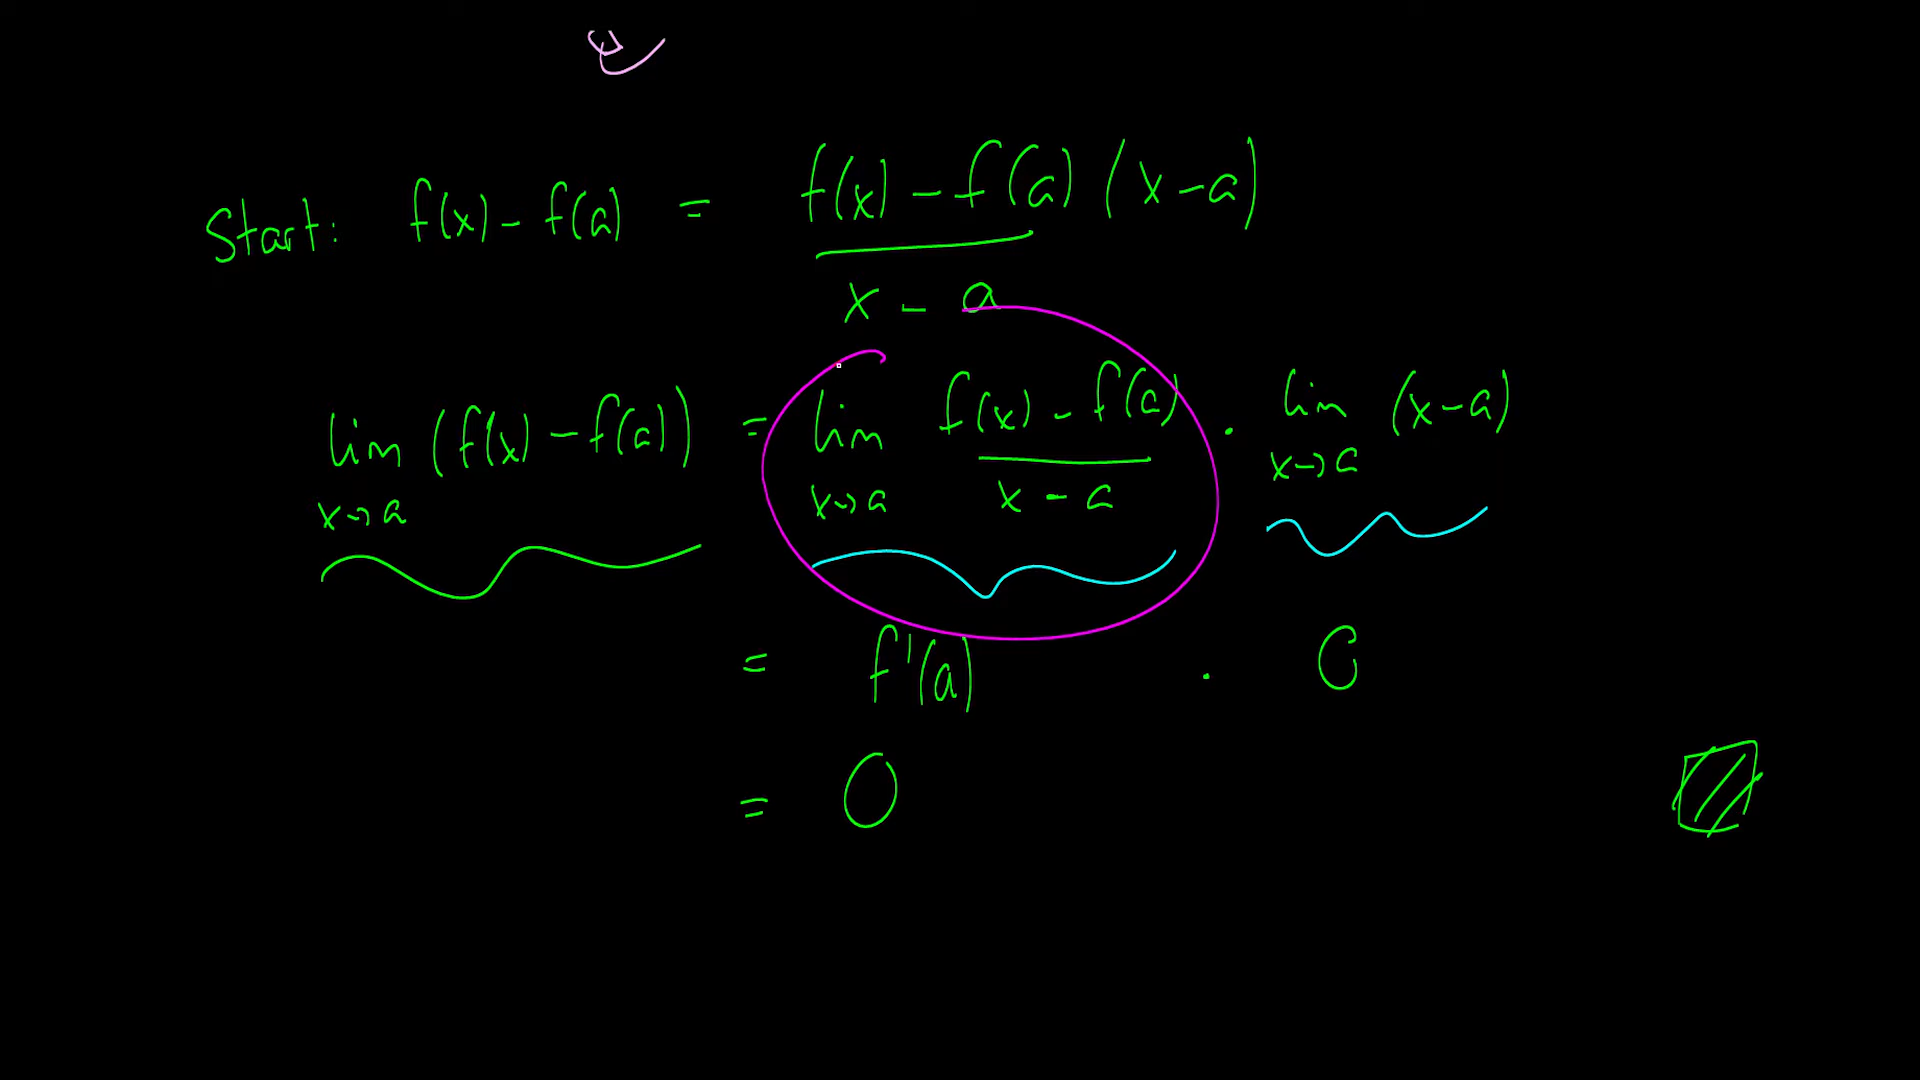 Start: f(x) - f(a) = f(x) - f(a) (x-a)
x - a
lim (f(x) - f(a)) = lim f(x) - f(a) · lim (x-a)
x→a x→a x - a x→a
= f'(a) · 0
= 0